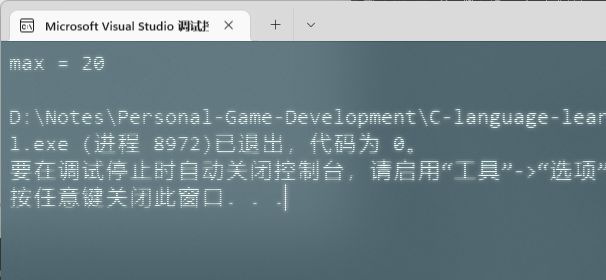 Microsoft Visual Studio 调试
max = 20
D:\Notes\Personal-Game-Development\C-language-lear
l.exe (进程 8972)已退出，代码为 0。
要在调试停止时自动关闭控制台，请启用“工具”->“选项”
按任意键关闭此窗口. . .